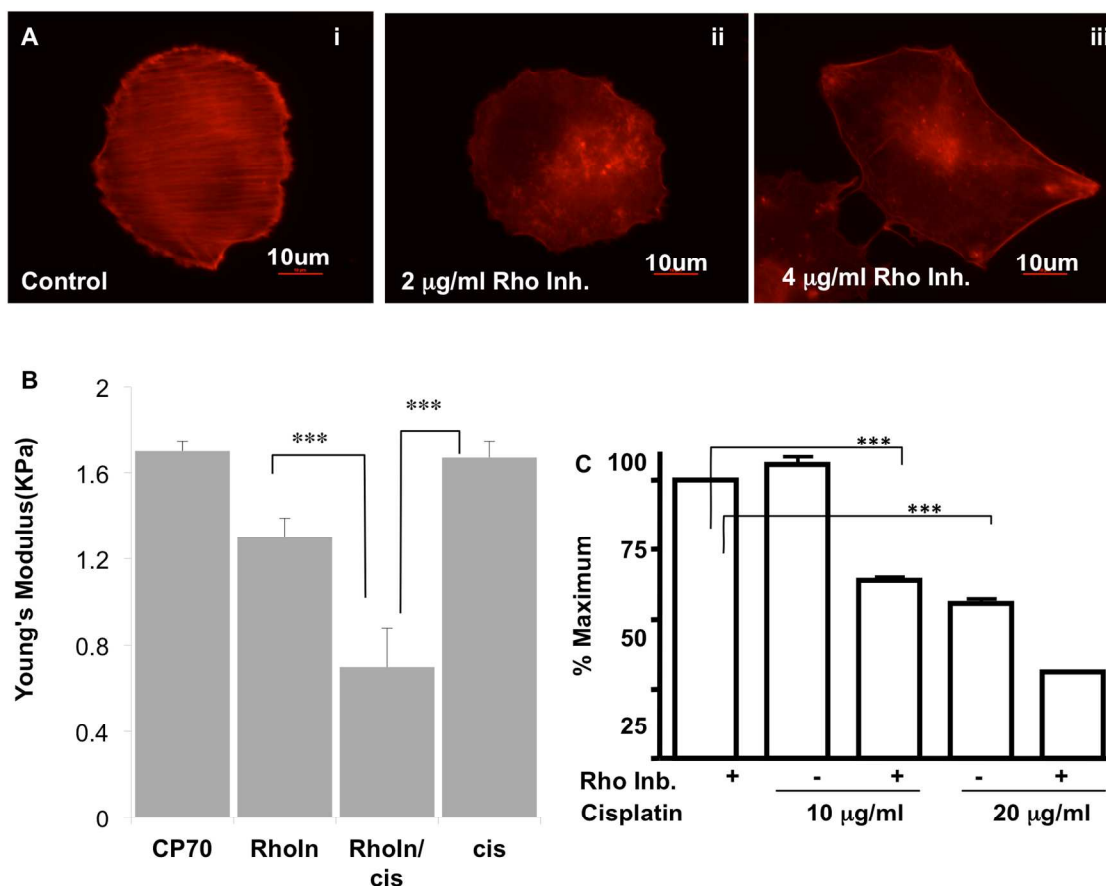 A
i
10um
Control
ii
10um
2 μg/ml Rho Inh.
iii
10um
4 μg/ml Rho Inh.
B
Young's Modulus(KPa)
2
1.6
1.2
0.8
0.4
0
***
***
CP70
RhoIn
RhoIn/
cis
cis
C
% Maximum
100
75
50
25
***
***
Rho Inb. + - + - +
Cisplatin 10 μg/ml 20 μg/ml